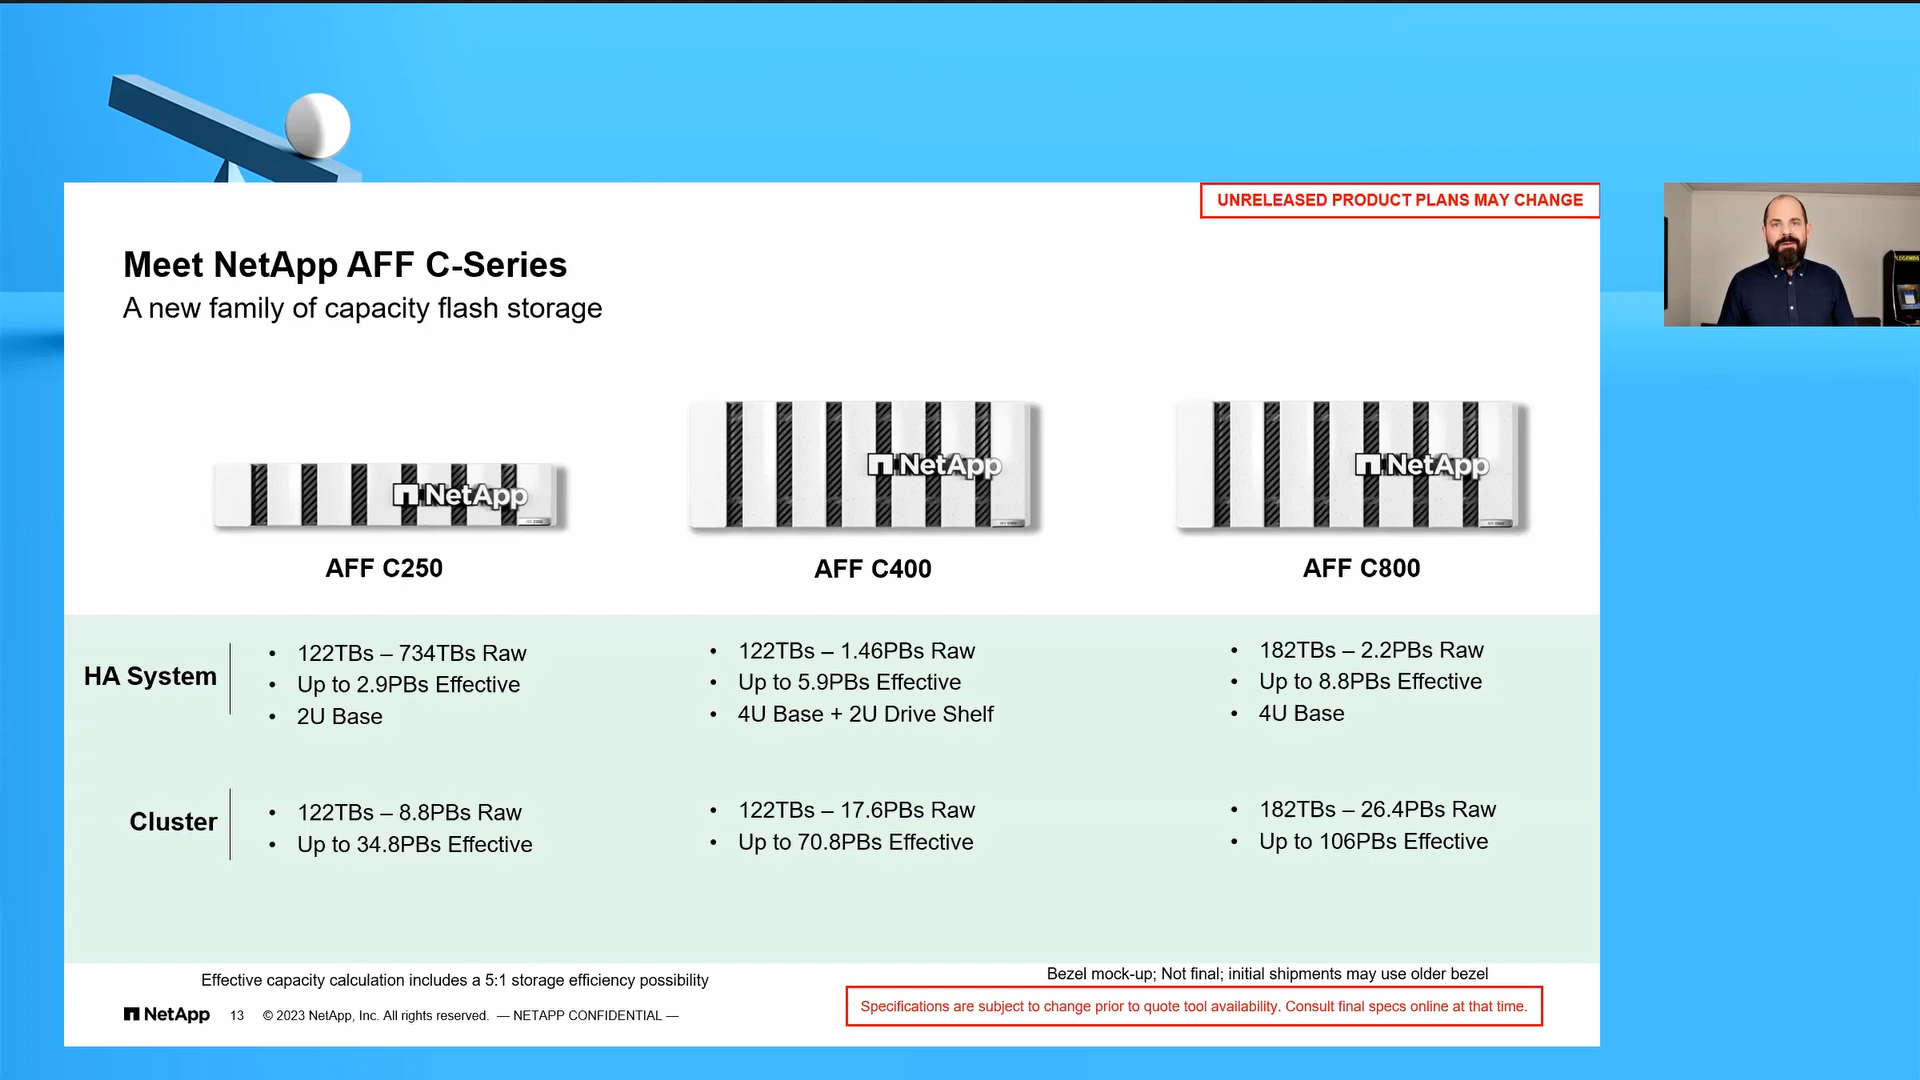 UNRELEASED PRODUCT PLANS MAY CHANGE
Meet NetApp AFF C-Series
A new family of capacity flash storage
LEGENDS
NetApp
NetApp
NetApp
AFF C250
AFF C400
AFF C800
HA System
• 122TBs – 734TBs Raw
• Up to 2.9PBs Effective
• 2U Base
• 122TBs – 1.46PBs Raw
• Up to 5.9PBs Effective
• 4U Base + 2U Drive Shelf
• 182TBs – 2.2PBs Raw
• Up to 8.8PBs Effective
• 4U Base
Cluster
• 122TBs – 8.8PBs Raw
• Up to 34.8PBs Effective
• 122TBs – 17.6PBs Raw
• Up to 70.8PBs Effective
• 182TBs – 26.4PBs Raw
• Up to 106PBs Effective
Effective capacity calculation includes a 5:1 storage efficiency possibility
Bezel mock-up; Not final; initial shipments may use older bezel
Specifications are subject to change prior to quote tool availability. Consult final specs online at that time.
NetApp 13 © 2023 NetApp, Inc. All rights reserved. — NETAPP CONFIDENTIAL —